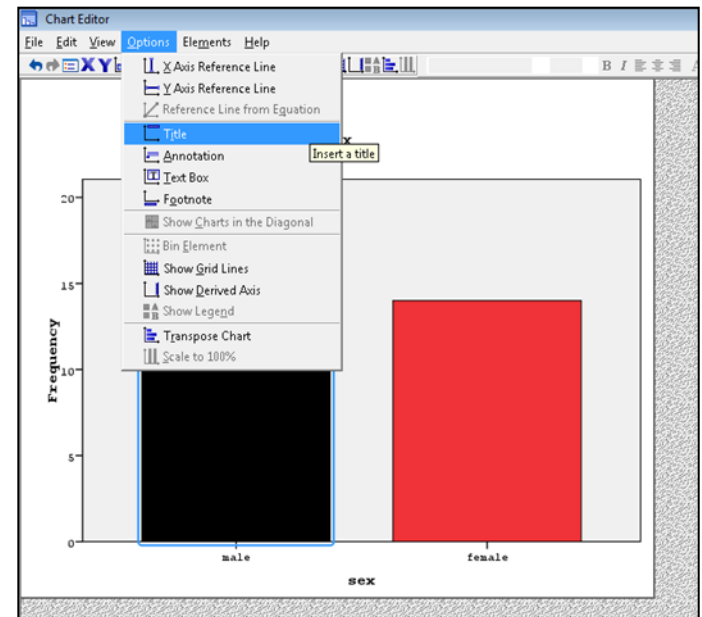 Chart Editor
File Edit View Options Elements Help
X Y B I
X Axis Reference Line
Y Axis Reference Line
Reference Line from Equation
Title
Insert a title
Annotation
Text Box
Footnote
Show Charts in the Diagonal
Bin Element
Show Grid Lines
Show Derived Axis
Show Legend
Transpose Chart
Scale to 100%
x
20
15
10
5
0
Frequency
male female
sex